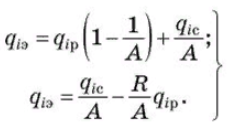 q_{iэ} = q_{ip}(1 − 1/A) + q_{ic}/A;
q_{iэ} = q_{ic}/A − R/A q_{ip}.